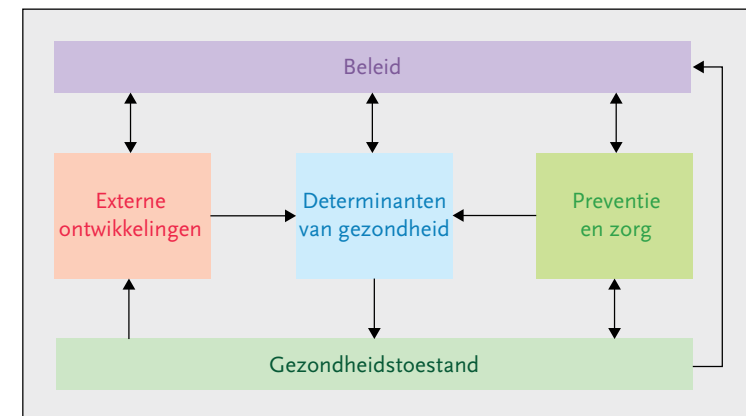 Beleid
Externe
ontwikkelingen
Determinanten
van gezondheid
Preventie
en zorg
Gezondheidstoestand